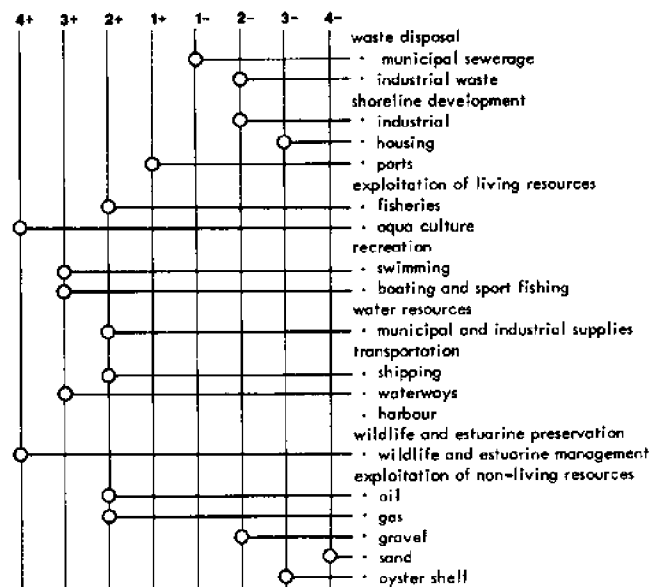 4+ 3+ 2+ 1+ 1- 2- 3- 4-
waste disposal
· municipal sewerage
· industrial waste
shoreline development
· industrial
· housing
· ports
exploitation of living resources
· fisheries
· aqua culture
recreation
· swimming
· boating and sport fishing
water resources
· municipal and industrial supplies
transportation
· shipping
· waterways
· harbour
wildlife and estuarine preservation
· wildlife and estuarine management
exploitation of non-living resources
· oil
· gas
· gravel
· sand
· oyster shell